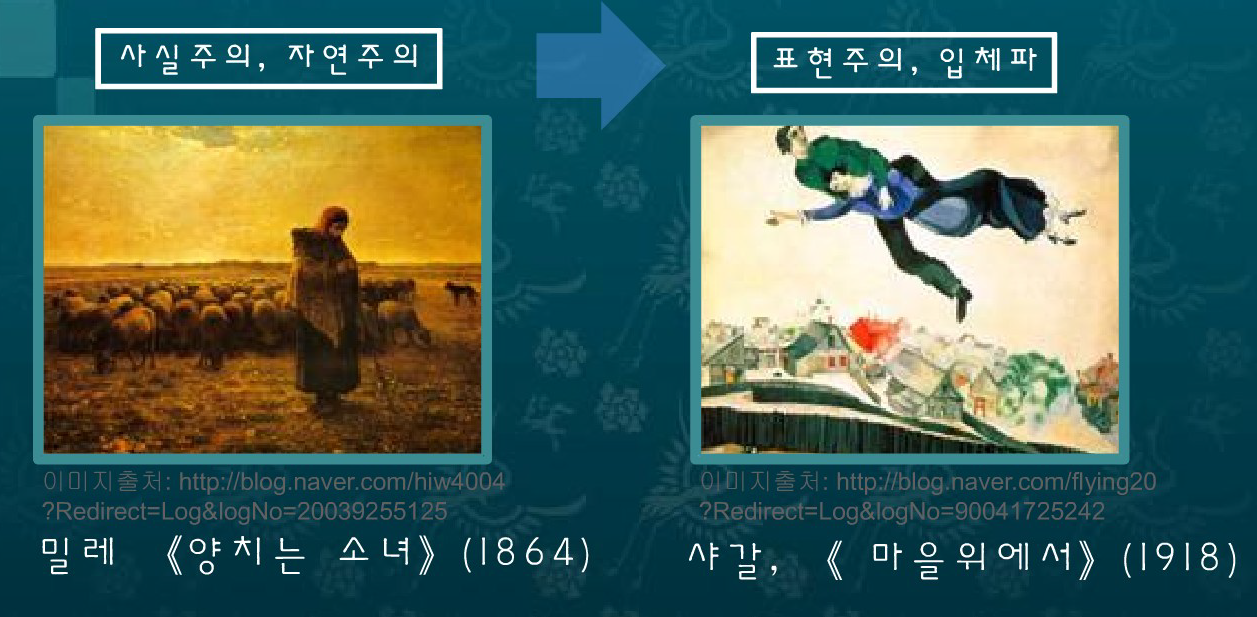 사실주의, 자연주의
표현주의, 입체파
이미지출처: http://blog.naver.com/hiw4004
?Redirect=Log&logNo=20039255125
밀레 《양치는 소녀》(1864)
이미지출처: http://blog.naver.com/flying20
?Redirect=Log&logNo=90041725242
샤갈, 《 마을위에서》(1918)